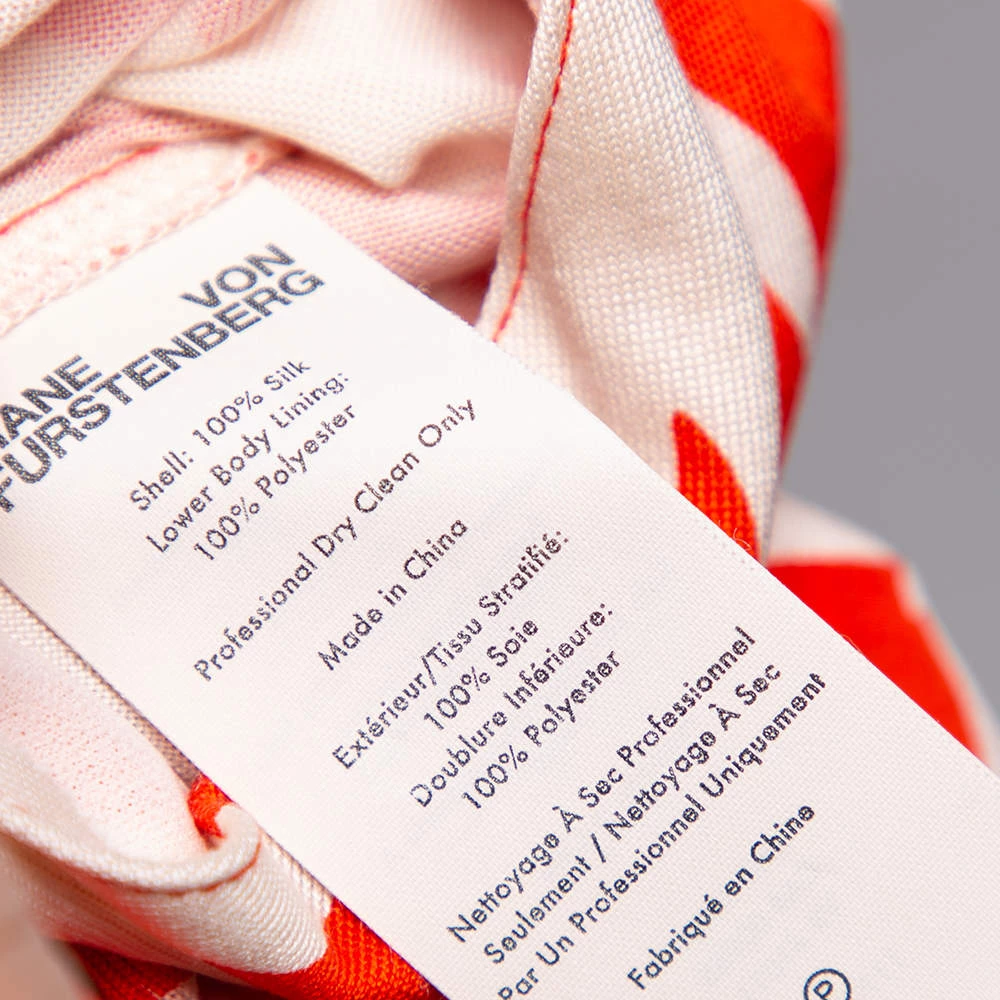 IANE VON
FURSTENBERG
Shell: 100% Silk
Lower Body Lining:
100% Polyester
Professional Dry Clean Only
Made in China
Extérieur/Tissu Stratifié:
100% Soie
Doublure Inférieure:
100% Polyester
Nettoyage À Sec Professionnel
Seulement / Nettoyage À Sec
Par Un Professionnel Uniquement
Fabriqué en Chine
P